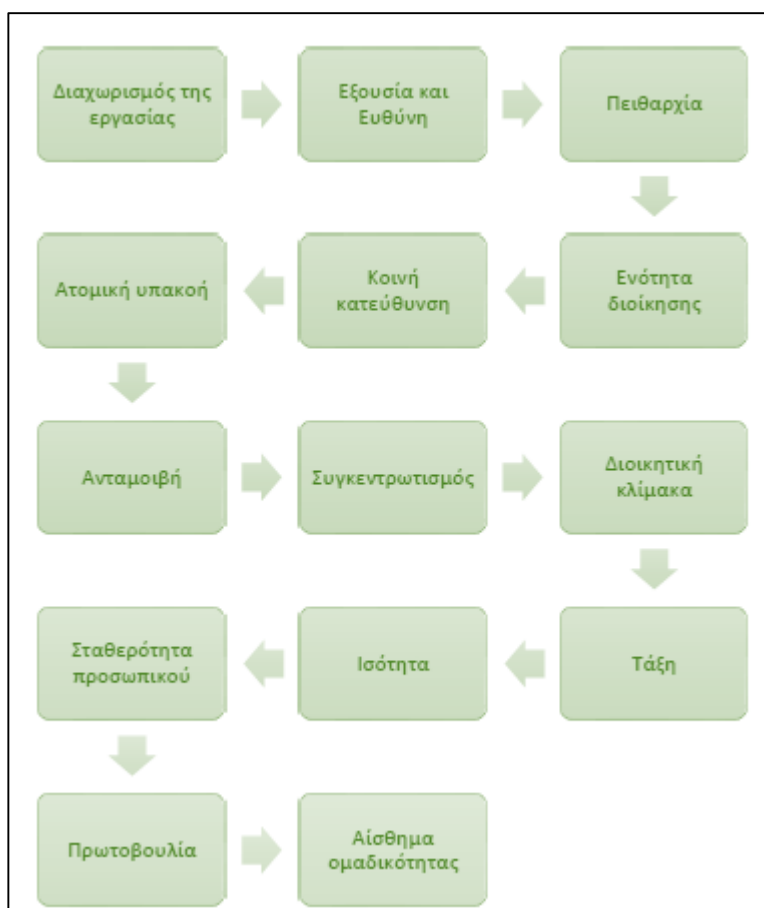 Διαχωρισμός της
εργασίας
Εξουσία και
Ευθύνη
Πειθαρχία
Ενότητα
διοίκησης
Κοινή
κατεύθυνση
Ατομική υπακοή
Ανταμοιβή
Συγκεντρωτισμός
Διοικητική
κλίμακα
Τάξη
Ισότητα
Σταθερότητα
προσωπικού
Πρωτοβουλία
Αίσθημα
ομαδικότητας